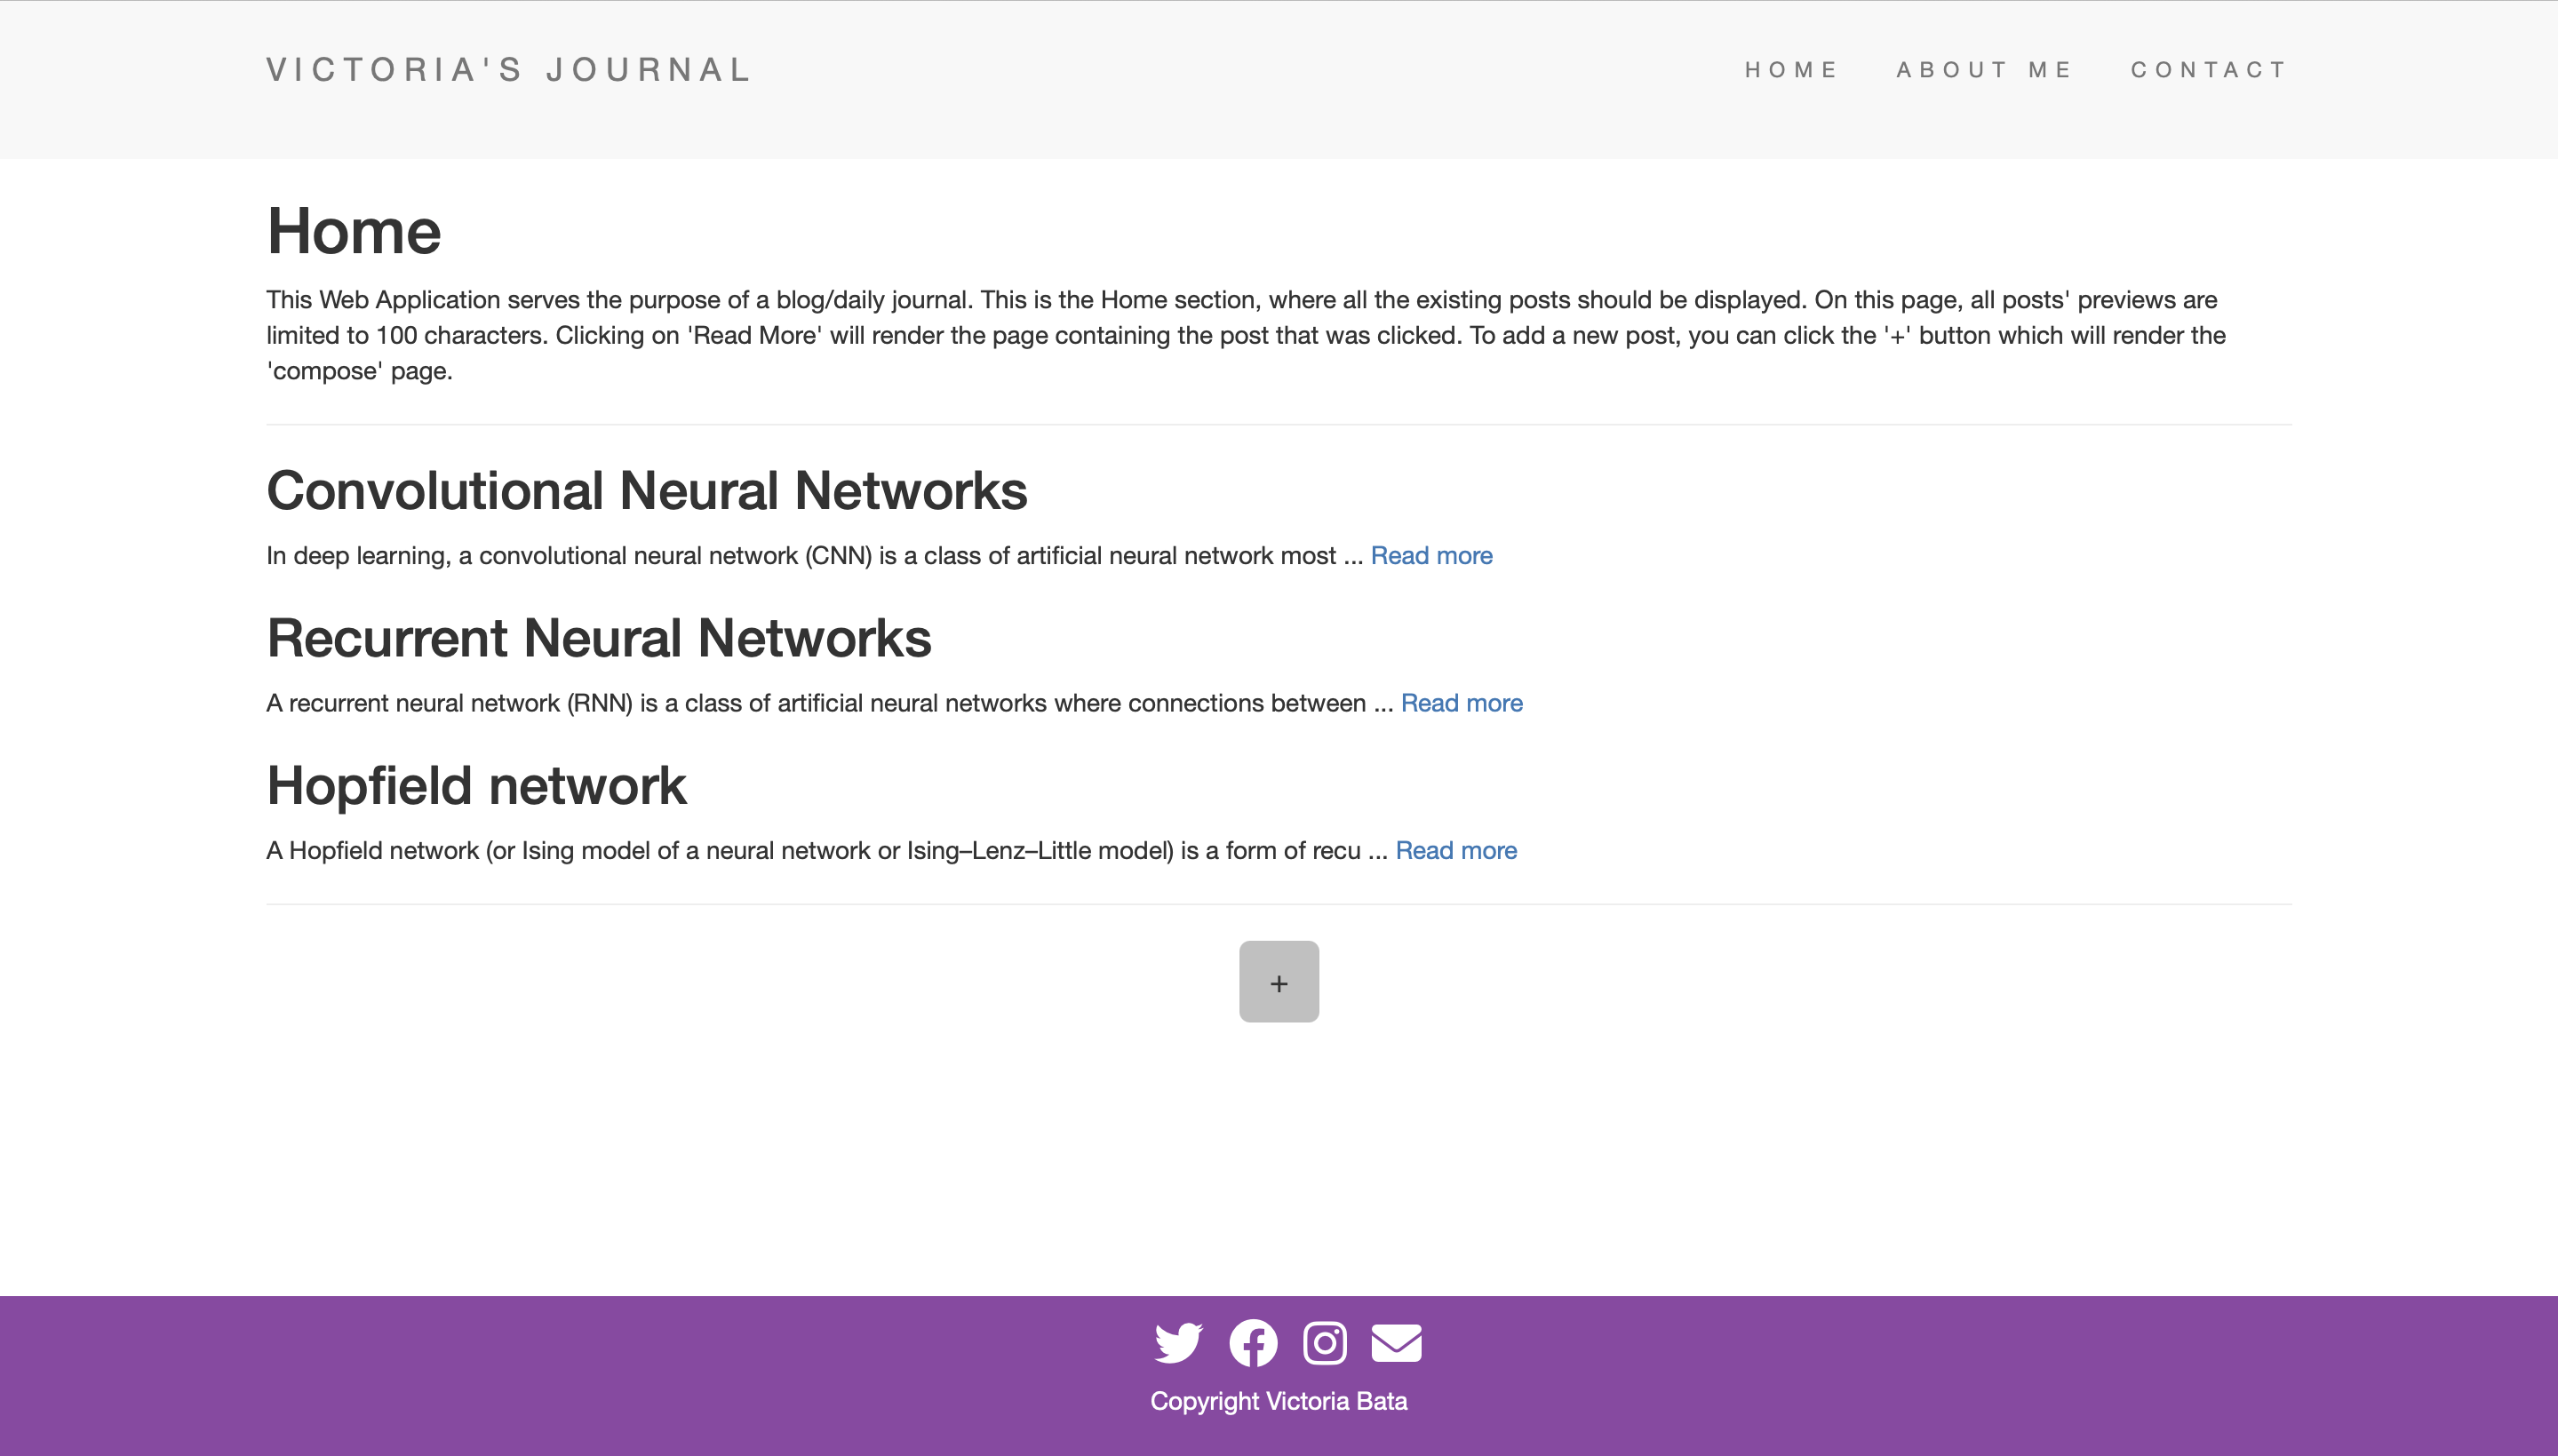 VICTORIA'S JOURNAL
HOME ABOUT ME CONTACT
Home
This Web Application serves the purpose of a blog/daily journal. This is the Home section, where all the existing posts should be displayed. On this page, all posts' previews are
limited to 100 characters. Clicking on 'Read More' will render the page containing the post that was clicked. To add a new post, you can click the '+' button which will render the
'compose' page.
Convolutional Neural Networks
In deep learning, a convolutional neural network (CNN) is a class of artificial neural network most ... Read more
Recurrent Neural Networks
A recurrent neural network (RNN) is a class of artificial neural networks where connections between ... Read more
Hopfield network
A Hopfield network (or Ising model of a neural network or Ising–Lenz–Little model) is a form of recu ... Read more
+
Copyright Victoria Bata